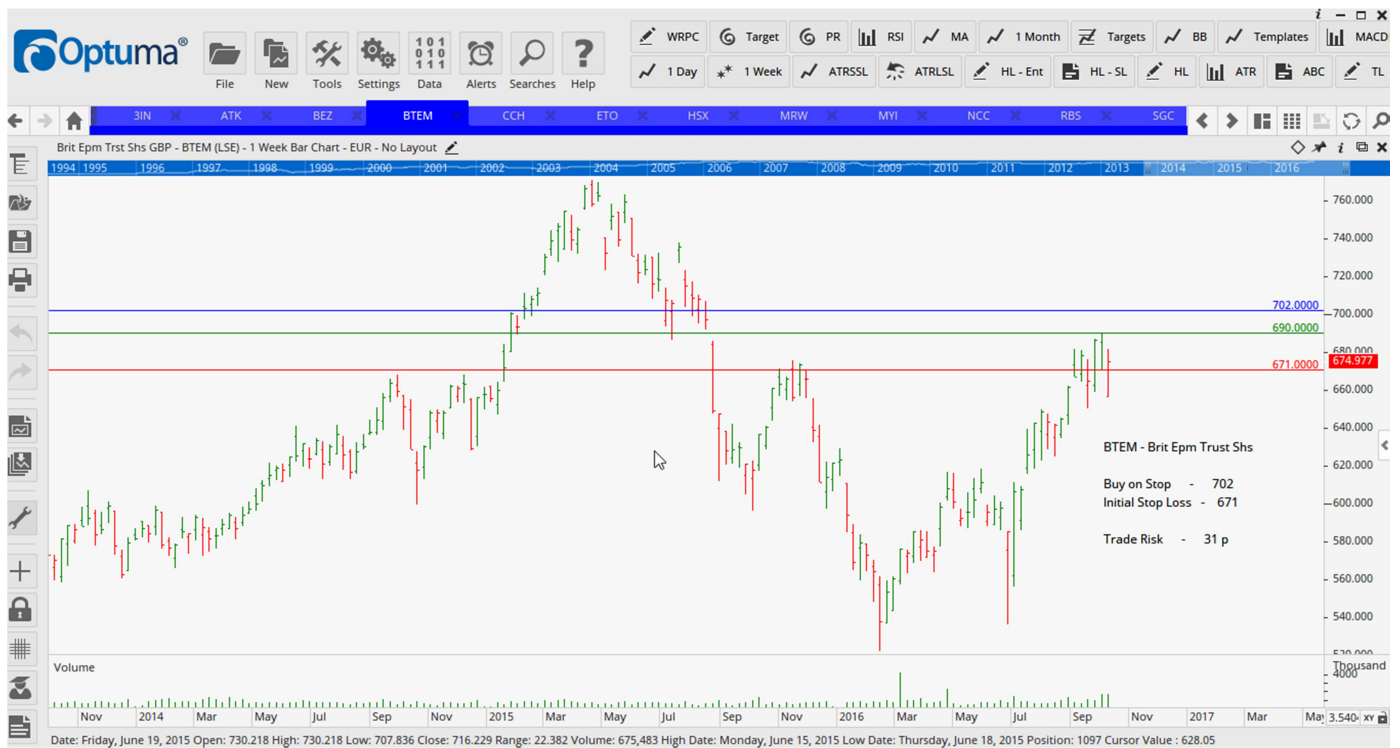 Optuma®
File New Tools Settings Data Alerts Searches Help
WRPC Target PR RSI MA 1 Month Targets BB Templates MACD
1 Day 1 Week ATRSSL ATRLSL HL - Ent HL - SL HL ATR ABC TL
3IN ATK BEZ BTEM CCH ETO HSX MRW MYI NCC RBS SGC
Brit Epm Trst Shs GBP - BTEM (LSE) - 1 Week Bar Chart - EUR - No Layout
1994 1995 1996 1997 1998 1999 2000 2001 2002 2003 2004 2005 2006 2007 2008 2009 2010 2011 2012 2013 2014 2015 2016
760.000
740.000
720.000
702.0000
700.000
690.0000
680.000
674.977
671.0000
660.000
640.000
BTEM - Brit Epm Trust Shs
620.000
Buy on Stop - 702
600.000
Initial Stop Loss - 671
580.000
Trade Risk - 31 p
560.000
540.000
520.000
Volume
Thousand
4000
Nov 2014 Mar May Jul Sep Nov 2015 Mar May Jul Sep Nov 2016 Mar May Jul Sep Nov 2017 Mar May 3.540 XY
Date: Friday, June 19, 2015 Open: 730.218 High: 730.218 Low: 707.836 Close: 716.229 Range: 22.382 Volume: 675,483 High Date: Monday, June 15, 2015 Low Date: Thursday, June 18, 2015 Position: 1097 Cursor Value : 628.05